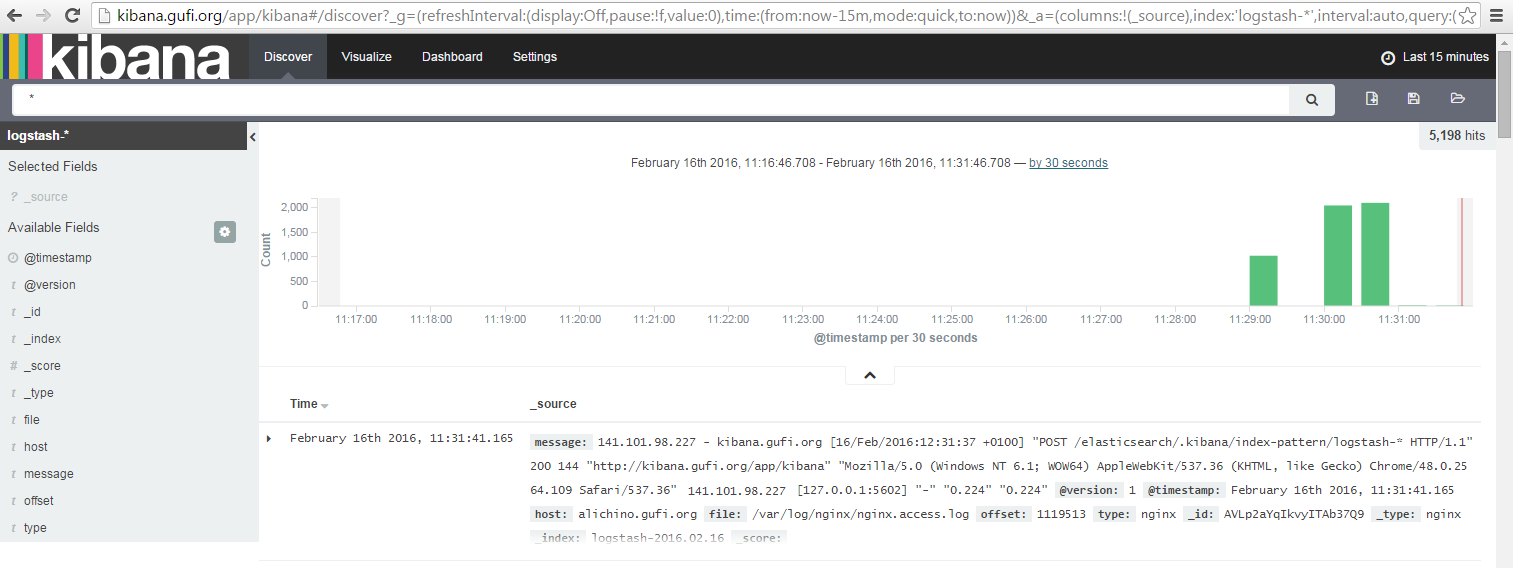 kibana.gufi.org/app/kibana#/discover?_g=(refreshInterval:(display:Off,pause:!f,value:0),time:(from:now-15m,mode:quick,to:now))&_a=(columns:!(_source),index:'logstash-*',interval:auto,query:(
kibana Discover Visualize Dashboard Settings Last 15 minutes
*
logstash-*
5,198 hits
Selected Fields
February 16th 2016, 11:16:46.708 - February 16th 2016, 11:31:46.708 — by 30 seconds
? _source
Available Fields
@timestamp
t @version
t _id
t _index
# _score
t _type
t file
t host
t message
t offset
t type
Count
2,000
1,500
1,000
500
0
11:17:00 11:18:00 11:19:00 11:20:00 11:21:00 11:22:00 11:23:00 11:24:00 11:25:00 11:26:00 11:27:00 11:28:00 11:29:00 11:30:00 11:31:00
@timestamp per 30 seconds
Time _source
February 16th 2016, 11:31:41.165
message: 141.101.98.227 - kibana.gufi.org [16/Feb/2016:12:31:37 +0100] "POST /elasticsearch/.kibana/index-pattern/logstash-* HTTP/1.1"
200 144 "http://kibana.gufi.org/app/kibana" "Mozilla/5.0 (Windows NT 6.1; WOW64) AppleWebKit/537.36 (KHTML, like Gecko) Chrome/48.0.25
64.109 Safari/537.36" 141.101.98.227 [127.0.0.1:5602] "-" "0.224" "0.224" @version: 1 @timestamp: February 16th 2016, 11:31:41.165
host: alichino.gufi.org file: /var/log/nginx/nginx.access.log offset: 1119513 type: nginx _id: AVLp2aYqIkvyITAb37Q9 _type: nginx
_index: logstash-2016.02.16 _score: